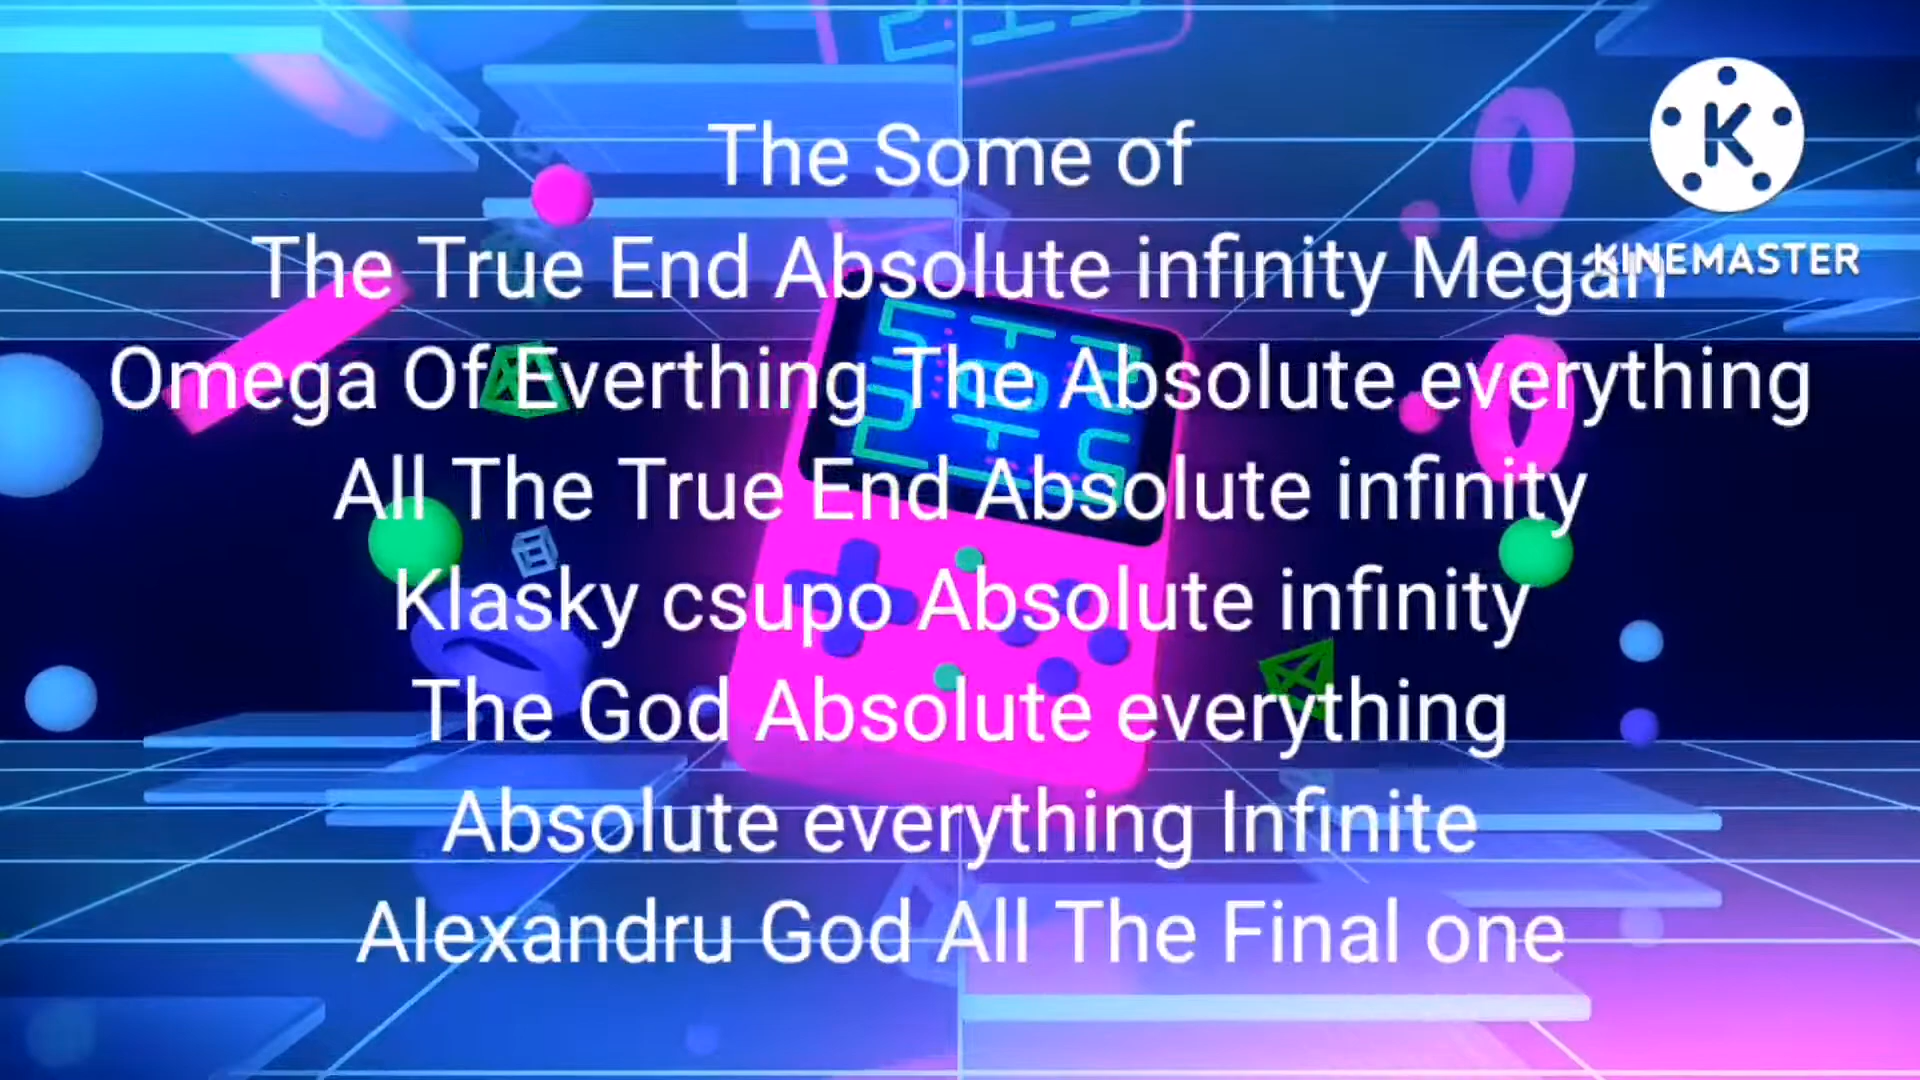 The Some of
The True End Absolute infinity Megan
KINEMASTER
Omega Of Everthing The Absolute everything
All The True End Absolute infinity
Klasky csupo Absolute infinity
The God Absolute everything
Absolute everything Infinite
Alexandru God All The Final one